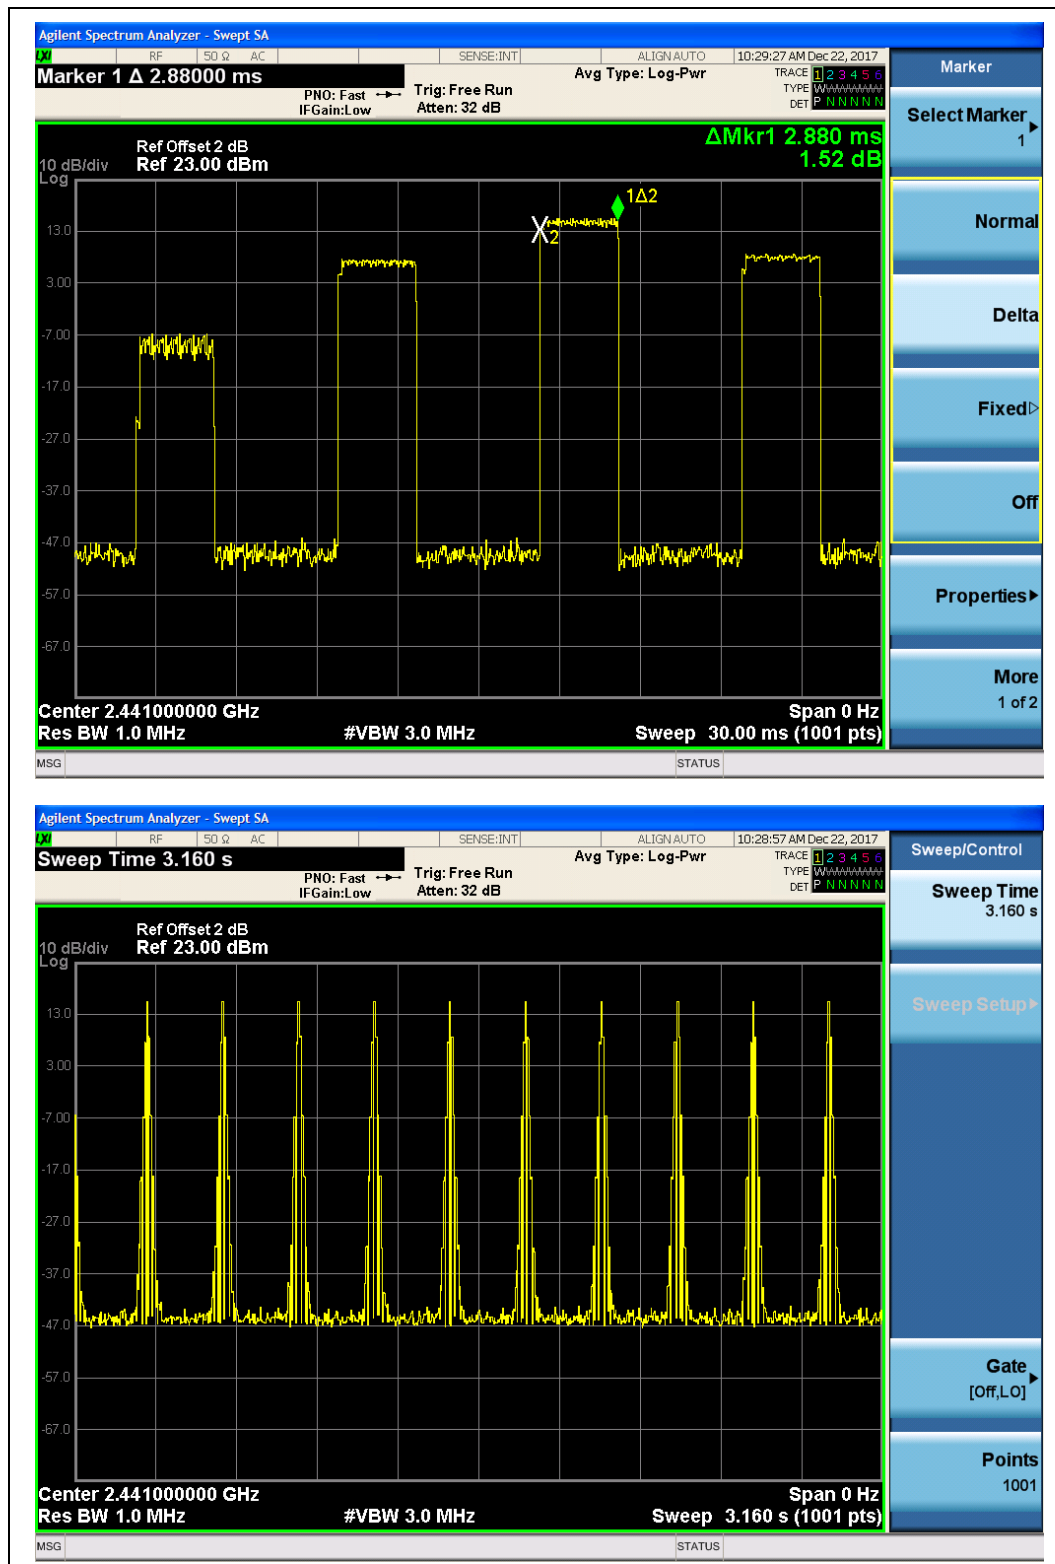 Agilent Spectrum Analyzer - Swept SA
LXI RF 50 Ω AC SENSE:INT ALIGN AUTO 10:29:27 AM Dec 22, 2017
Marker 1 Δ 2.88000 ms
PNO: Fast
IFGain:Low
Trig: Free Run
Atten: 32 dB
Avg Type: Log-Pwr
TRACE 1 2 3 4 5 6
TYPE W
DET P N N N N N
ΔMkr1 2.880 ms
1.52 dB
Ref Offset 2 dB
10 dB/div Ref 23.00 dBm
Log
1Δ2
X2
13.0
3.00
-7.00
-17.0
-27.0
-37.0
-47.0
-57.0
-67.0
Center 2.441000000 GHz Span 0 Hz
Res BW 1.0 MHz #VBW 3.0 MHz Sweep 30.00 ms (1001 pts)
MSG STATUS
Marker
Select Marker
1
Normal
Delta
Fixed
Off
Properties
More
1 of 2
Agilent Spectrum Analyzer - Swept SA
LXI RF 50 Ω AC SENSE:INT ALIGN AUTO 10:28:57 AM Dec 22, 2017
Sweep Time 3.160 s
PNO: Fast
IFGain:Low
Trig: Free Run
Atten: 32 dB
Avg Type: Log-Pwr
TRACE 1 2 3 4 5 6
TYPE W
DET P N N N N N
Ref Offset 2 dB
10 dB/div Ref 23.00 dBm
Log
13.0
3.00
-7.00
-17.0
-27.0
-37.0
-47.0
-57.0
-67.0
Center 2.441000000 GHz Span 0 Hz
Res BW 1.0 MHz #VBW 3.0 MHz Sweep 3.160 s (1001 pts)
MSG STATUS
Sweep/Control
Sweep Time
3.160 s
Sweep Setup
Gate
[Off,LO]
Points
1001